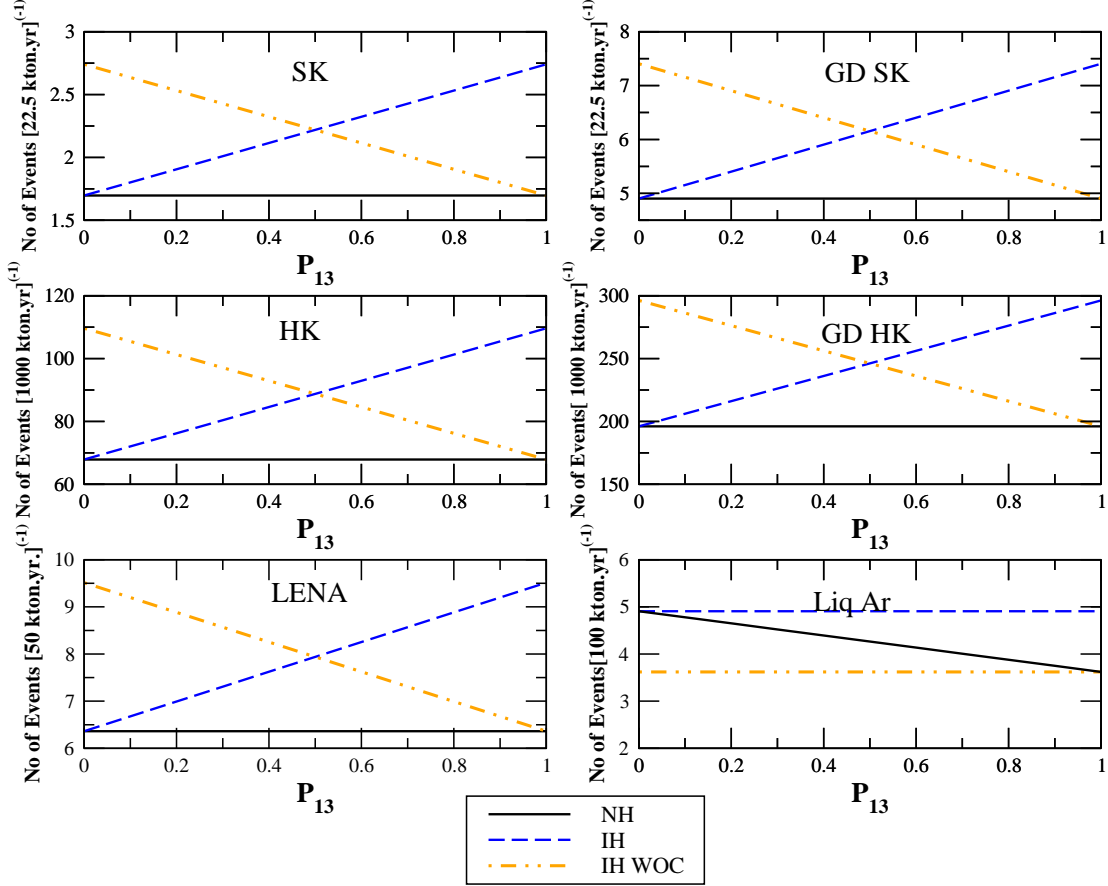 SK
No of Events [22.5 kton.yr]^(-1)
3
2.5
2
1.5
0 0.2 0.4 0.6 0.8 1
P13
GD SK
No of Events [22.5 kton.yr]^(-1)
8
7
6
5
0 0.2 0.4 0.6 0.8 1
P13
HK
No of Events [1000 kton.yr]^(-1)
120
100
80
60
0 0.2 0.4 0.6 0.8 1
P13
GD HK
No of Events[ 1000 kton.yr]^(-1)
300
250
200
150
0 0.2 0.4 0.6 0.8 1
P13
LENA
No of Events [50 kton.yr.]^(-1)
10
9
8
7
6
0 0.2 0.4 0.6 0.8 1
P13
Liq Ar
No of Events[100 kton.yr]^(-1)
6
5
4
3
2
0 0.2 0.4 0.6 0.8 1
P13
NH
IH
IH WOC